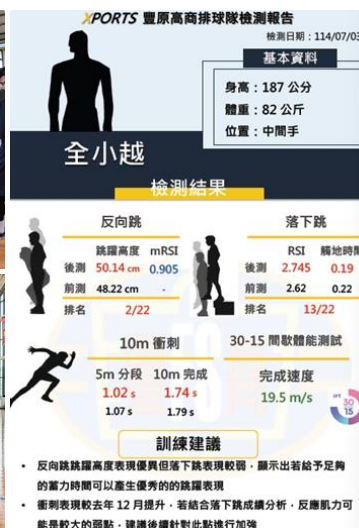 XPORTS 豐原高商排球隊檢測報告
檢測日期：114/07/03
基本資料
身高：187 公分
體重：82 公斤
位置：中間手
全小越
檢測結果
反向跳
跳躍高度 mRSI
後測 50.14 cm 0.905
前測 48.22 cm -
排名 2/22
落下跳
RSI 觸地時間
後測 2.745 0.19
前測 2.62 0.22
排名 13/22
10m 衝刺
5m 分段 10m 完成
1.02 s 1.74 s
1.07 s 1.79 s
30-15 間歇體能測試
完成速度
19.5 m/s
30
15
訓練建議
• 反向跳跳躍高度表現優異但落下跳表現較弱，顯示出若給予足夠
的蓄力時間可以產生優秀的的跳躍表現
• 衝刺表現較去年 12 月提升，若結合落下跳成績分析，反應肌力可
能是較大的弱點，建議後續針對此點進行加強